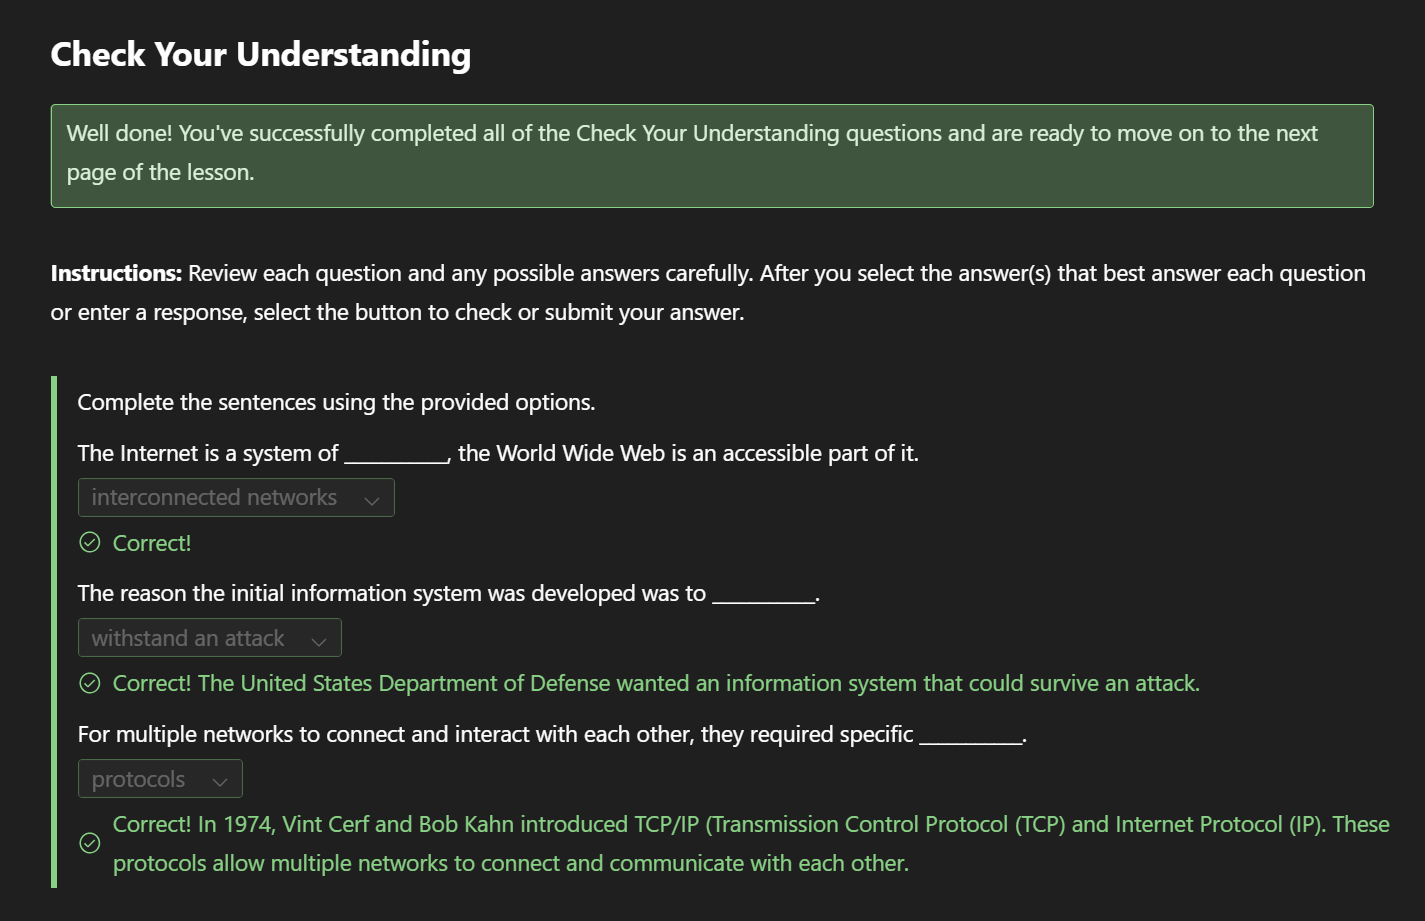 Check Your Understanding
Well done! You've successfully completed all of the Check Your Understanding questions and are ready to move on to the next
page of the lesson.
Instructions: Review each question and any possible answers carefully. After you select the answer(s) that best answer each question
or enter a response, select the button to check or submit your answer.
Complete the sentences using the provided options.
The Internet is a system of __________, the World Wide Web is an accessible part of it.
interconnected networks
Correct!
The reason the initial information system was developed was to __________.
withstand an attack
Correct! The United States Department of Defense wanted an information system that could survive an attack.
For multiple networks to connect and interact with each other, they required specific __________.
protocols
Correct! In 1974, Vint Cerf and Bob Kahn introduced TCP/IP (Transmission Control Protocol (TCP) and Internet Protocol (IP). These
protocols allow multiple networks to connect and communicate with each other.